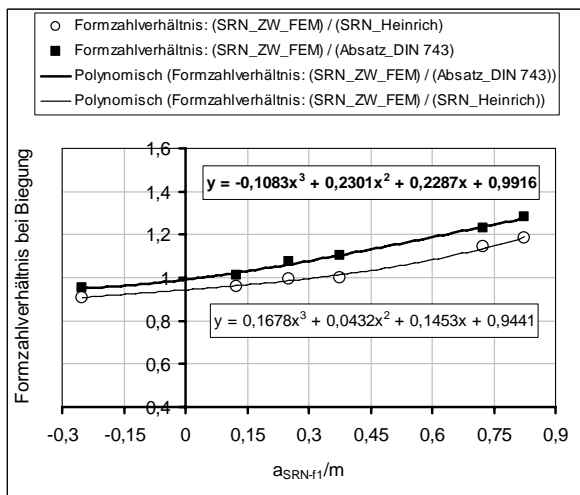 Formzahlverhältnis: (SRN_ZW_FEM) / (SRN_Heinrich)
Formzahlverhältnis: (SRN_ZW_FEM) / (Absatz_DIN 743)
Polynomisch (Formzahlverhältnis: (SRN_ZW_FEM) / (Absatz_DIN 743))
Polynomisch (Formzahlverhältnis: (SRN_ZW_FEM) / (SRN_Heinrich))
Formzahlverhältnis bei Biegung
1,6
1,4
1,2
1
0,8
0,6
0,4
y = -0,1083x³ + 0,2301x² + 0,2287x + 0,9916
y = 0,1678x³ + 0,0432x² + 0,1453x + 0,9441
-0,3 -0,15 0 0,15 0,3 0,45 0,6 0,75 0,9
a_SRN-f1/m